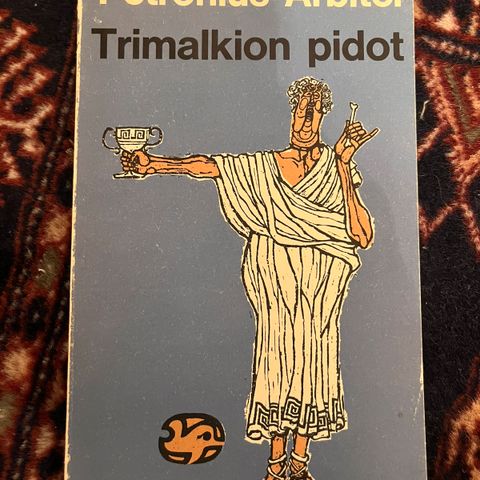 Petronius Arbiter
Trimalkion pidot